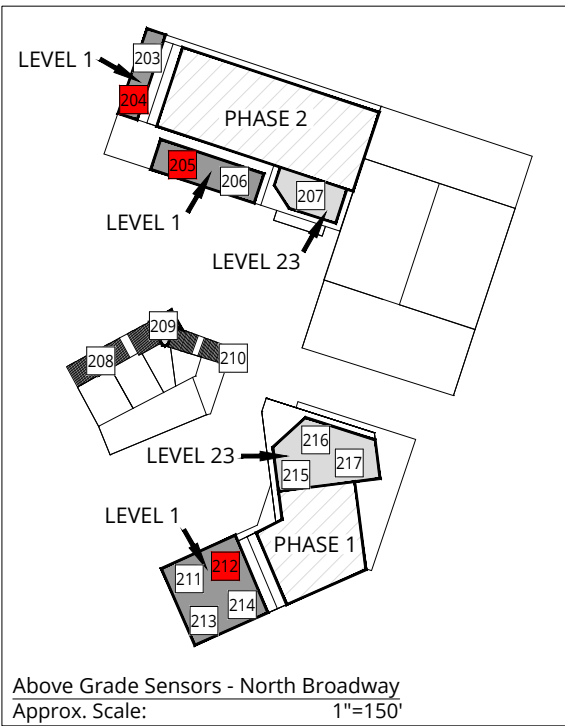 LEVEL 1
203
204
PHASE 2
205
206
207
LEVEL 1
LEVEL 23
209
208
210
LEVEL 23
216
217
215
LEVEL 1
PHASE 1
212
211
214
213
Above Grade Sensors - North Broadway
Approx. Scale: 1"=150'